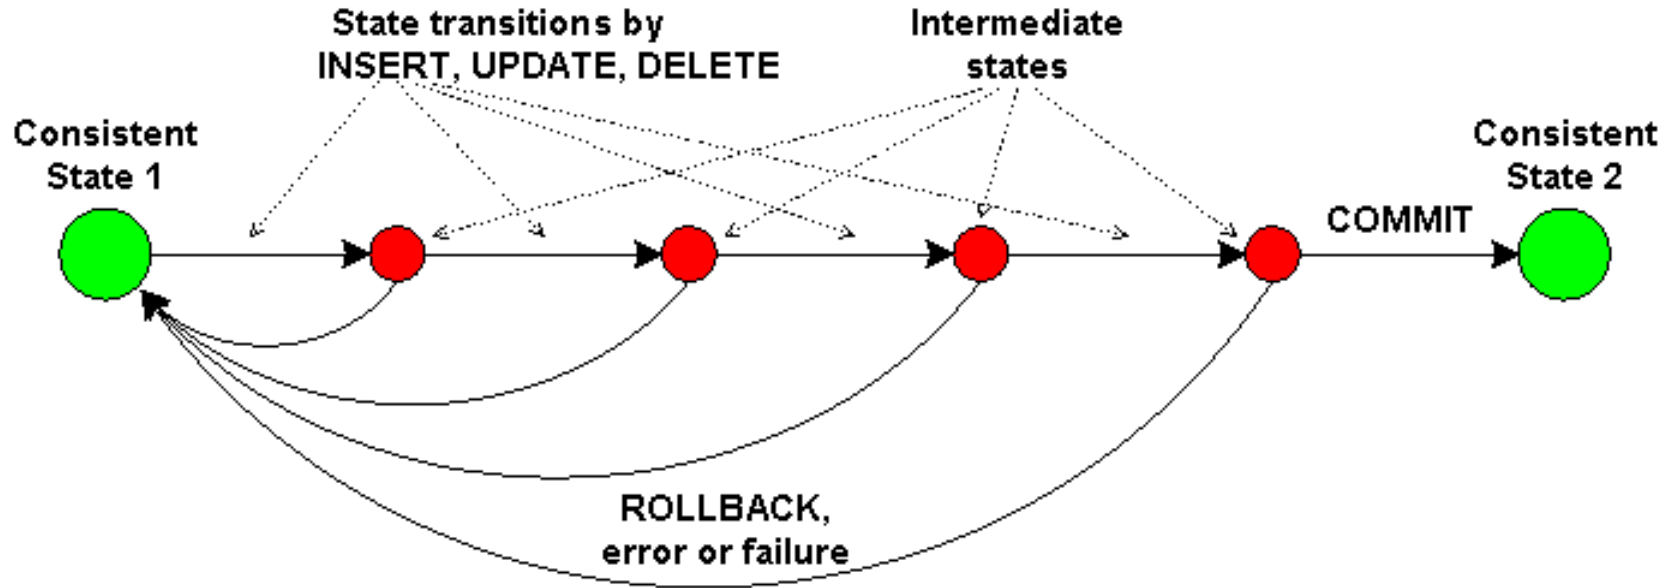 State transitions by
INSERT, UPDATE, DELETE
Intermediate
states
Consistent
State 1
Consistent
State 2
COMMIT
ROLLBACK,
error or failure